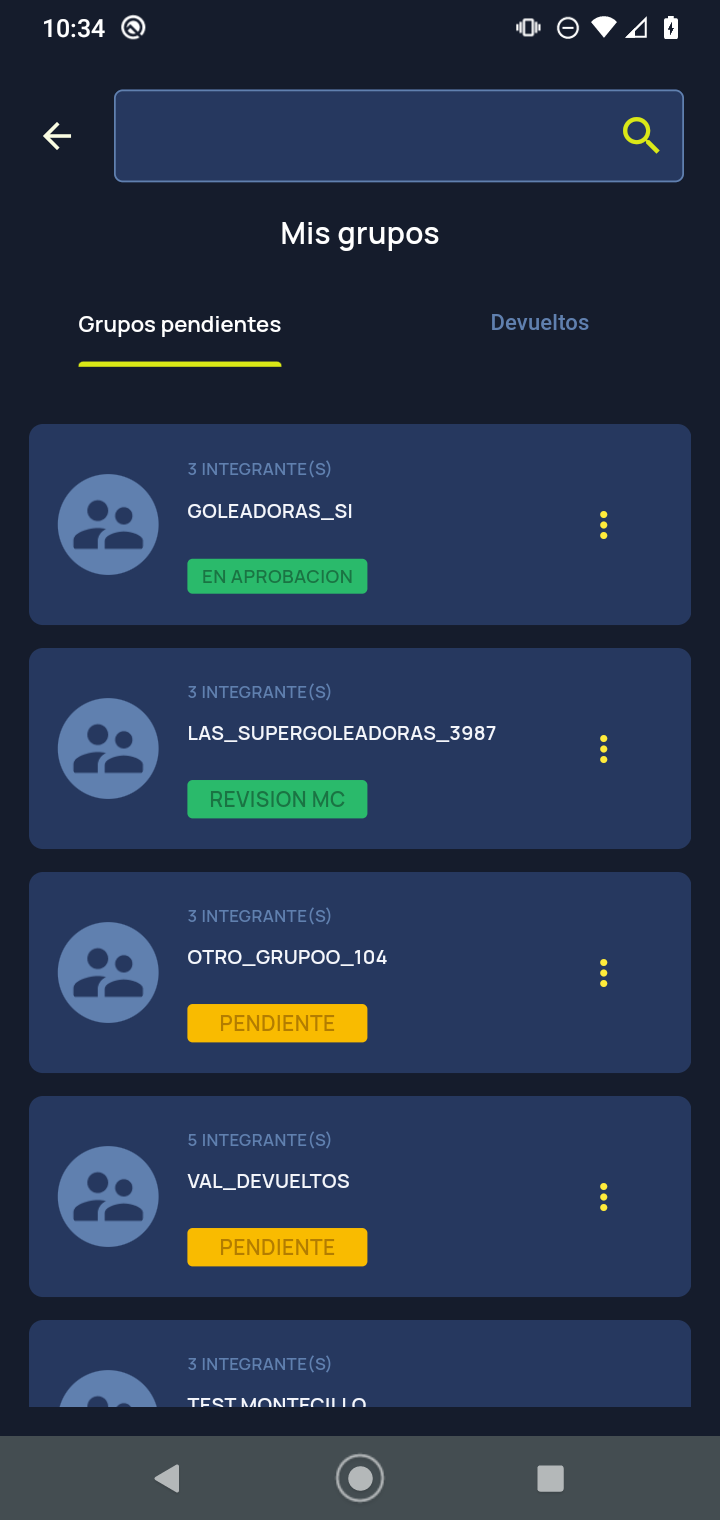 10:34
Mis grupos
Grupos pendientes
Devueltos
3 INTEGRANTE(S)
GOLEADORAS_SI
EN APROBACION
3 INTEGRANTE(S)
LAS_SUPERGOLEADORAS_3987
REVISION MC
3 INTEGRANTE(S)
OTRO_GRUPOO_104
PENDIENTE
5 INTEGRANTE(S)
VAL_DEVUELTOS
PENDIENTE
3 INTEGRANTE(S)
TEST MONTECILLO